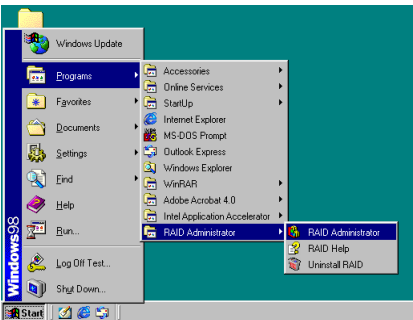 Windows Update
Programs
Favorites
Documents
Settings
Find
Help
Run...
Log Off Test...
Shut Down...
Windows98
Accessories
Online Services
StartUp
Internet Explorer
MS-DOS Prompt
Outlook Express
Windows Explorer
WinRAR
Adobe Acrobat 4.0
Intel Application Accelerator
RAID Administrator
RAID Administrator
RAID Help
Uninstall RAID
Start